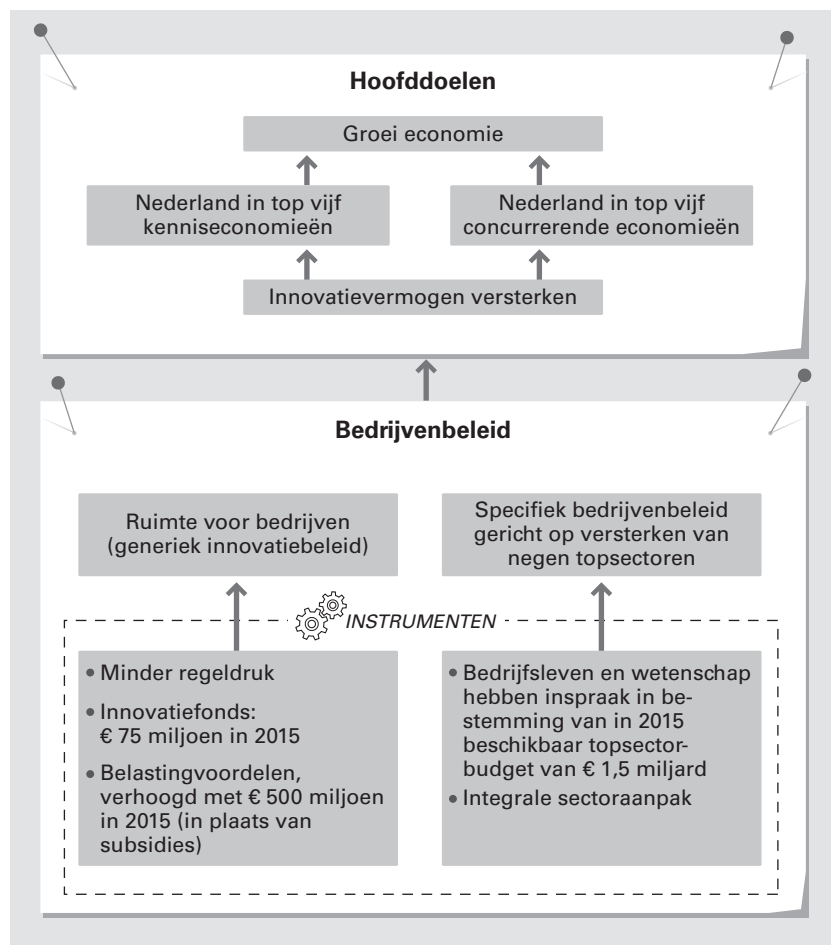 Hoofddoelen
Groei economie
Nederland in top vijf
kenniseconomieën
Nederland in top vijf
concurrerende economieën
Innovatievermogen versterken
Bedrijvenbeleid
Ruimte voor bedrijven
(generiek innovatiebeleid)
Specifiek bedrijvenbeleid
gericht op versterken van
negen topsectoren
INSTRUMENTEN
• Minder regeldruk
• Innovatiefonds:
€ 75 miljoen in 2015
• Belastingvoordelen,
verhoogd met € 500 miljoen
in 2015 (in plaats van
subsidies)
• Bedrijfsleven en wetenschap
hebben inspraak in be-
stemming van in 2015
beschikbaar topsector-
budget van € 1,5 miljard
• Integrale sectoraanpak